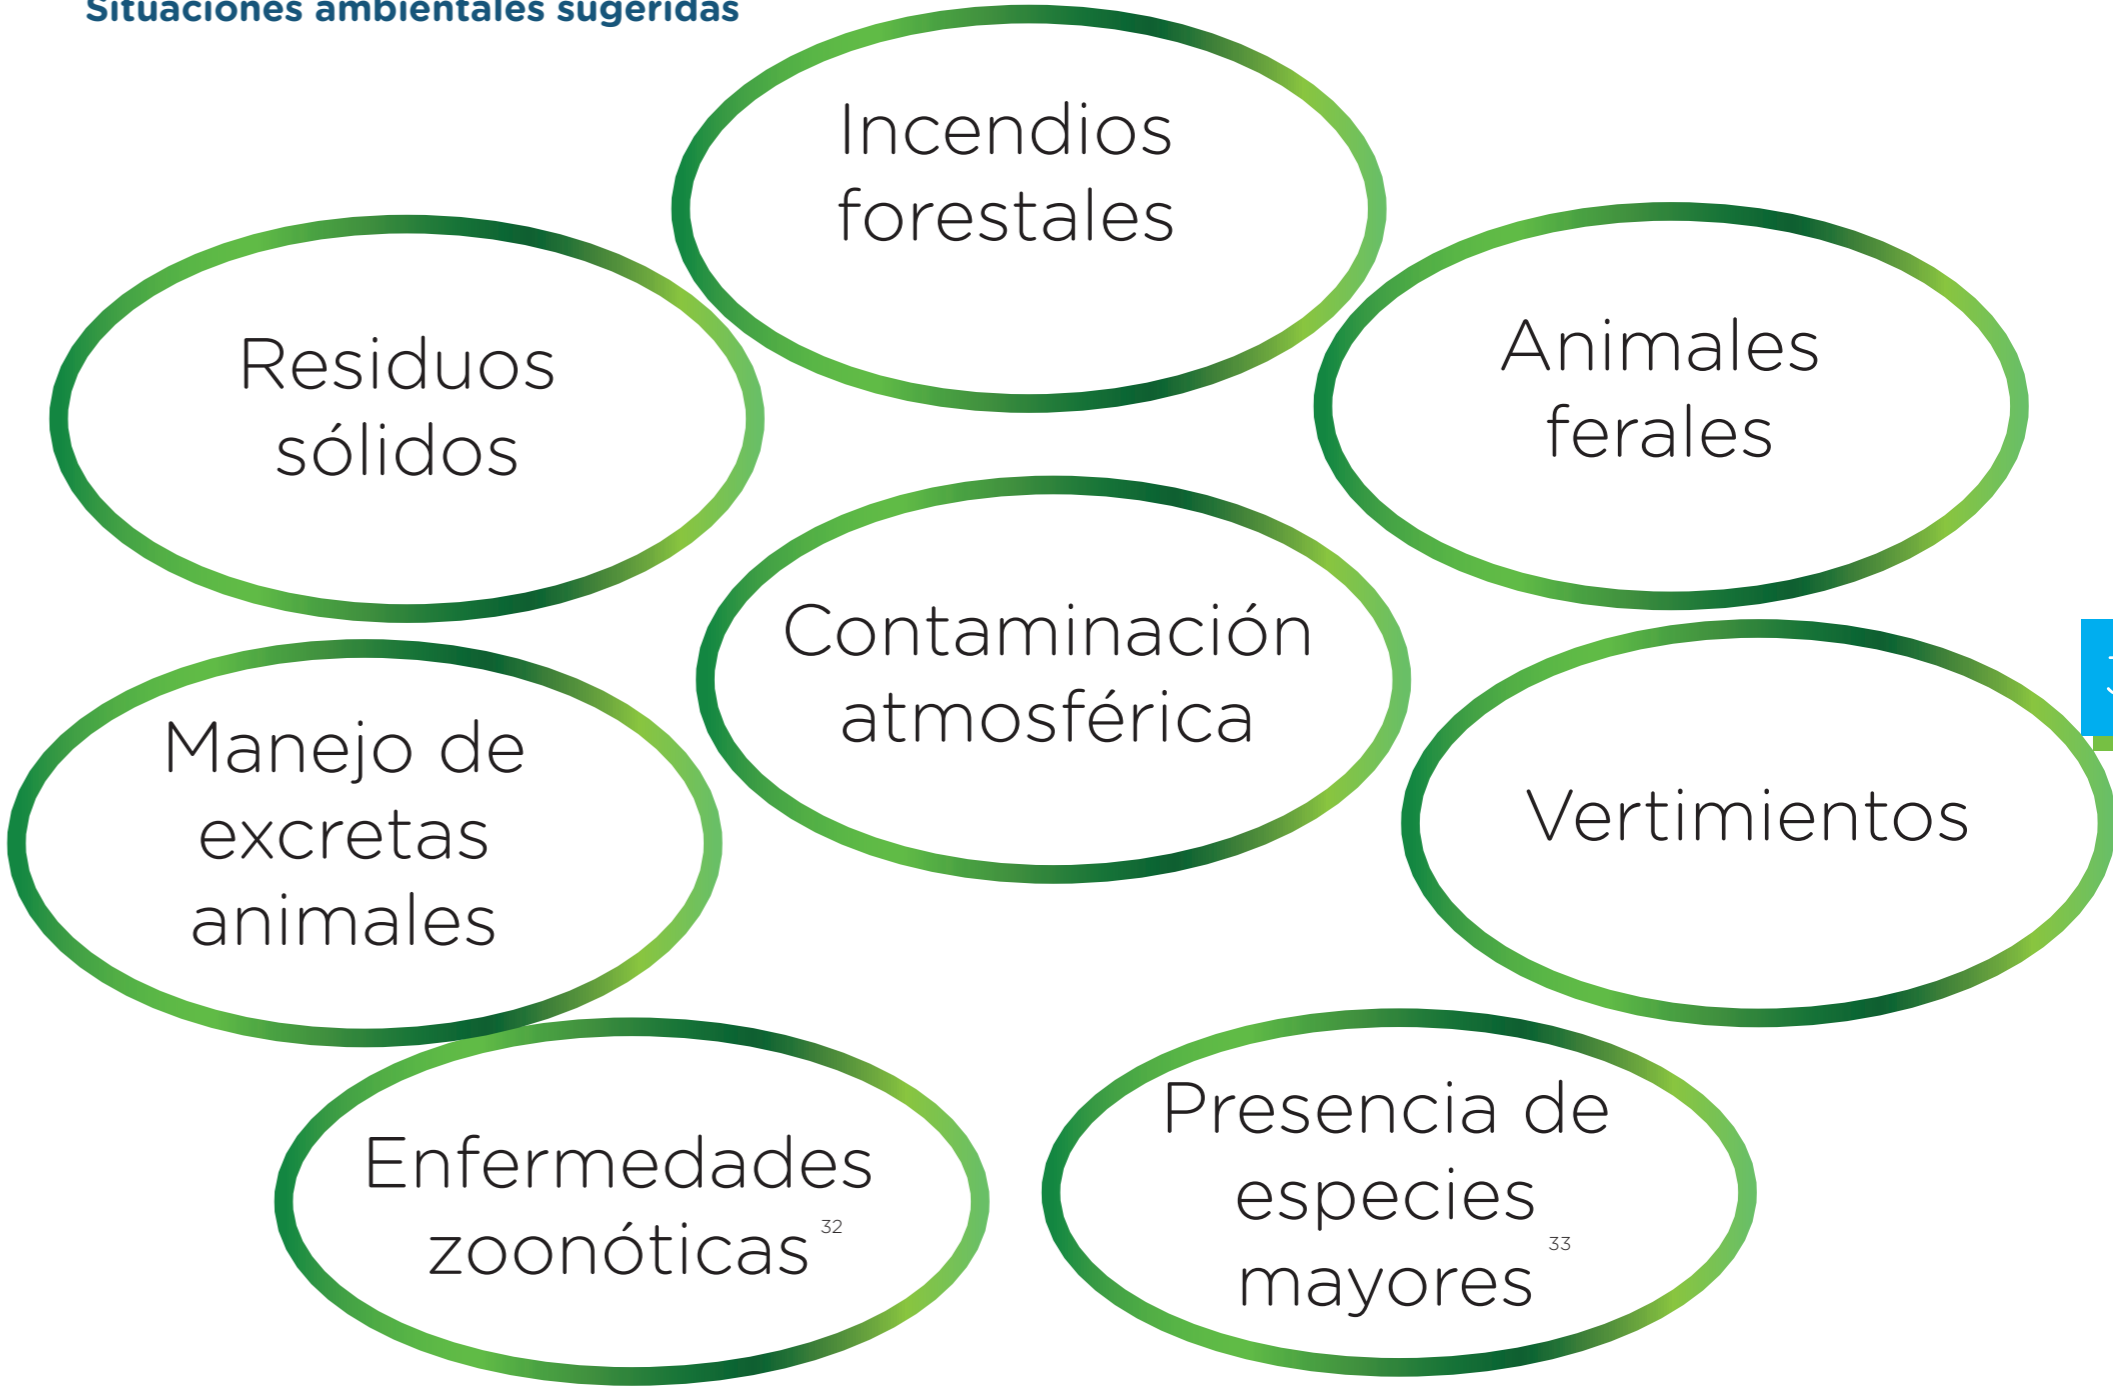 Situaciones ambientales sugeridas
Incendios
forestales
Residuos
sólidos
Animales
ferales
Contaminación
atmosférica
Manejo de
excretas
animales
Vertimientos
Enfermedades
zoonóticas 32
Presencia de
especies
mayores 33